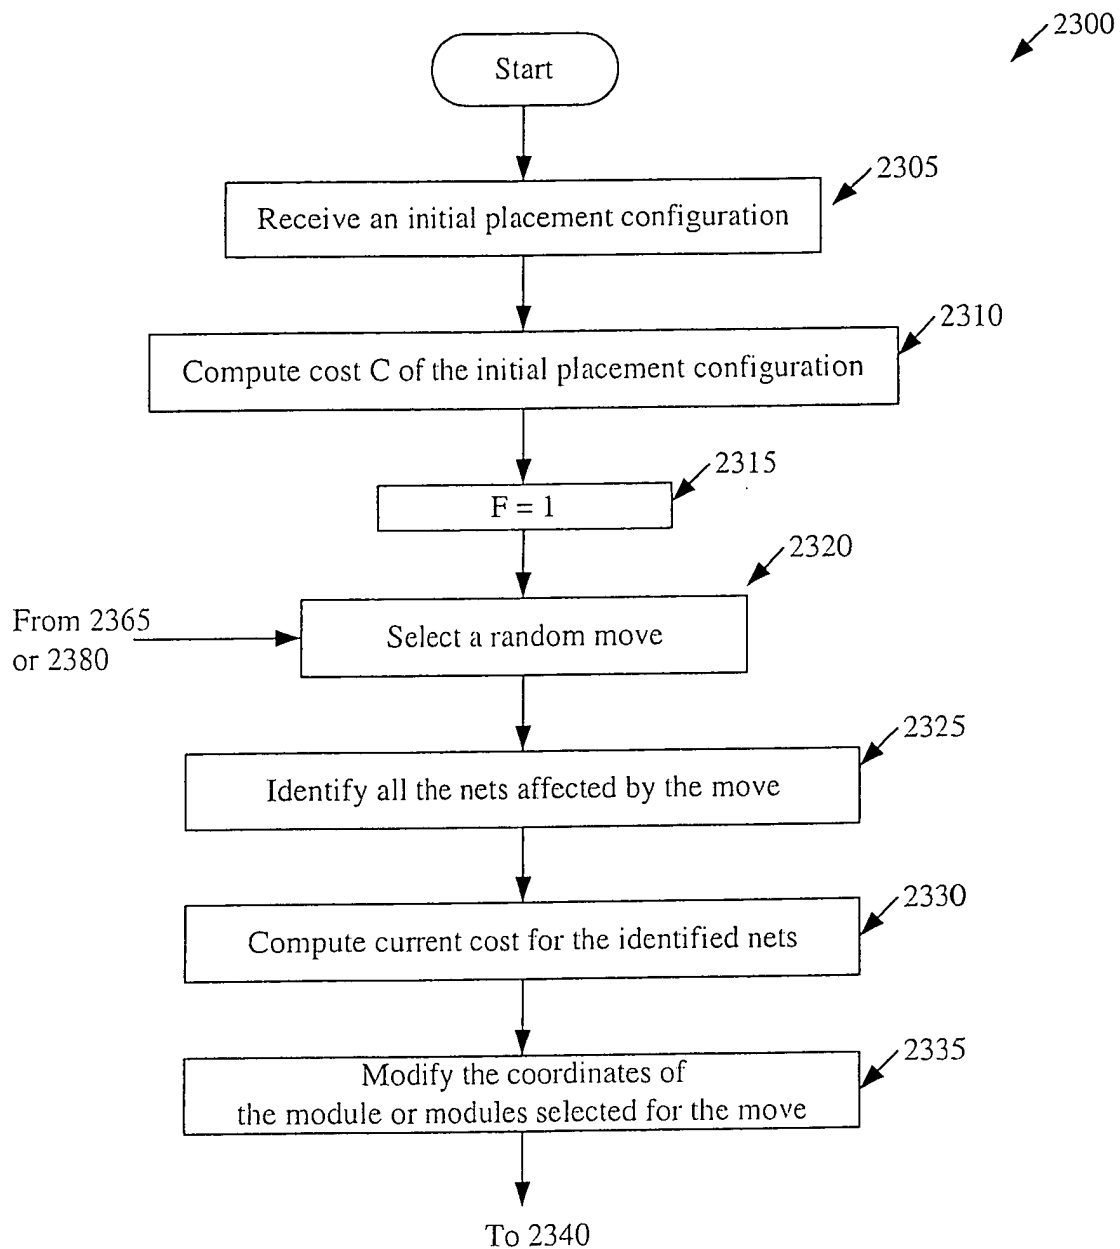 2300
Start
2305
Receive an initial placement configuration
2310
Compute cost C of the initial placement configuration
2315
F = 1
2320
From 2365
or 2380
Select a random move
2325
Identify all the nets affected by the move
2330
Compute current cost for the identified nets
2335
Modify the coordinates of
the module or modules selected for the move
To 2340